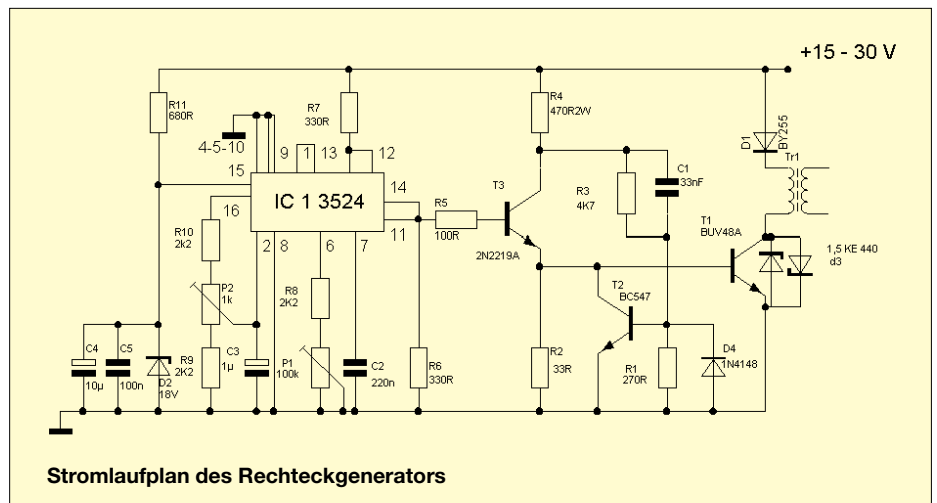 +15 - 30 V
R11
680R
R7
330R
R4
470R2W
D1
BY255
Tr1
4-5-10
9
1
13
12
15
14
16
IC 1 3524
11
2
8
6
7
R10
2k2
P2
1k
R9
2K2
C4
10µ
C5
100n
D2
18V
C3
1µ
R8
2K2
P1
100k
C2
220n
R6
330R
R5
100R
T3
2N2219A
R3
4K7
C1
33nF
T1
BUV48A
1,5 KE 440
d3
T2
BC547
R2
33R
R1
270R
D4
1N4148
Stromlaufplan des Rechteckgenerators